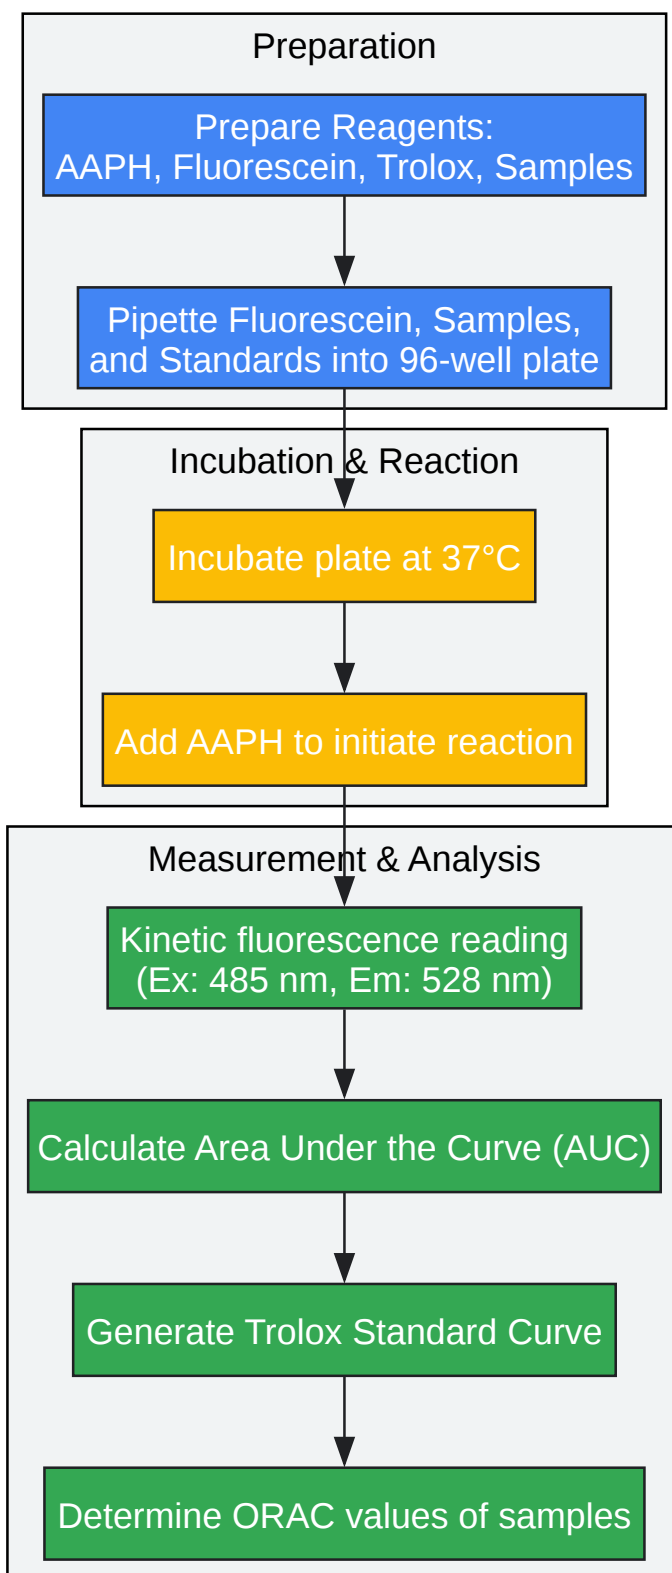 Preparation
Prepare Reagents:
AAPH, Fluorescein, Trolox, Samples
Pipette Fluorescein, Samples,
and Standards into 96-well plate
Incubation & Reaction
Incubate plate at 37°C
Add AAPH to initiate reaction
Measurement & Analysis
Kinetic fluorescence reading
(Ex: 485 nm, Em: 528 nm)
Calculate Area Under the Curve (AUC)
Generate Trolox Standard Curve
Determine ORAC values of samples